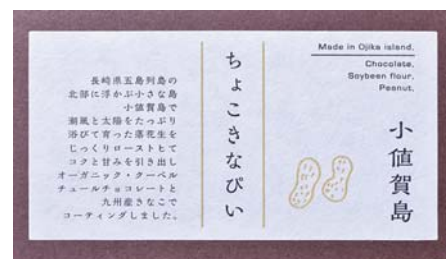 Made in Ojika island.
Chocolate.
Soybeen flour.
Peenut.
小値賀島
ちょこきなぴい
長崎県五島列島の
北部に浮かぶ小さな島
小値賀島で
潮風と太陽をたっぷり
浴びて育った落花生を
じっくりローストして
コクと甘みを引き出し
オーガニック・クーベル
チュールチョコレートと
九州産きなこで
コーティングしました。